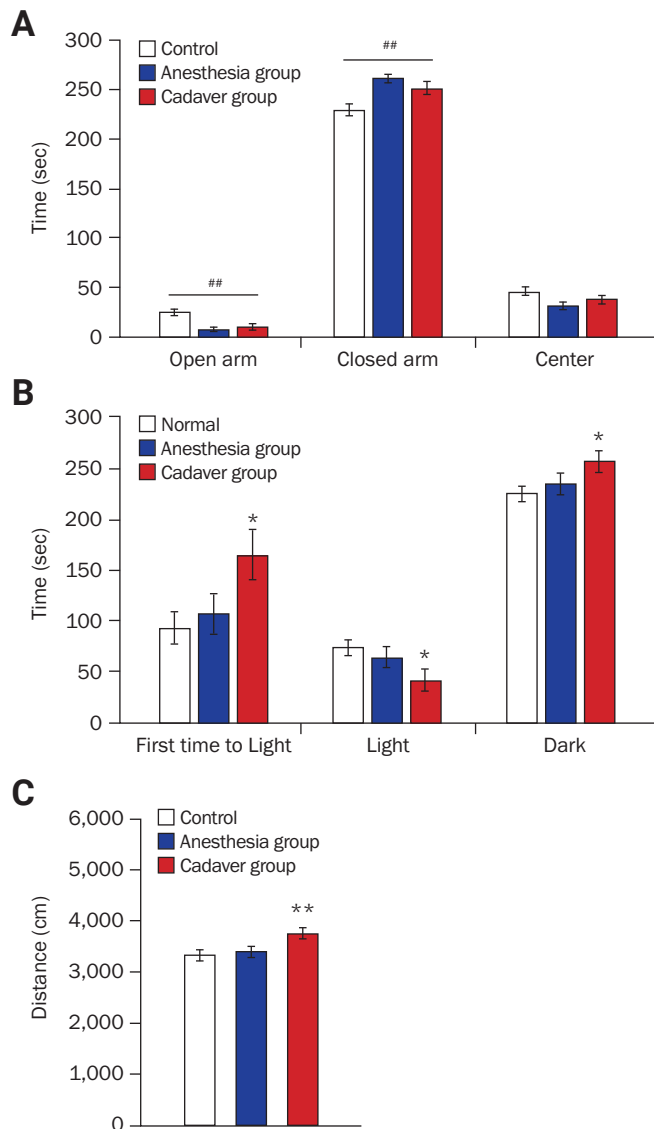 A
300
250
200
150
100
50
0
Time (sec)
Control
Anesthesia group
Cadaver group
##
##
Open arm
Closed arm
Center
B
300
250
200
150
100
50
0
Time (sec)
Normal
Anesthesia group
Cadaver group
*
*
*
First time to Light
Light
Dark
C
6,000
5,000
4,000
3,000
2,000
1,000
0
Distance (cm)
Control
Anesthesia group
Cadaver group
**